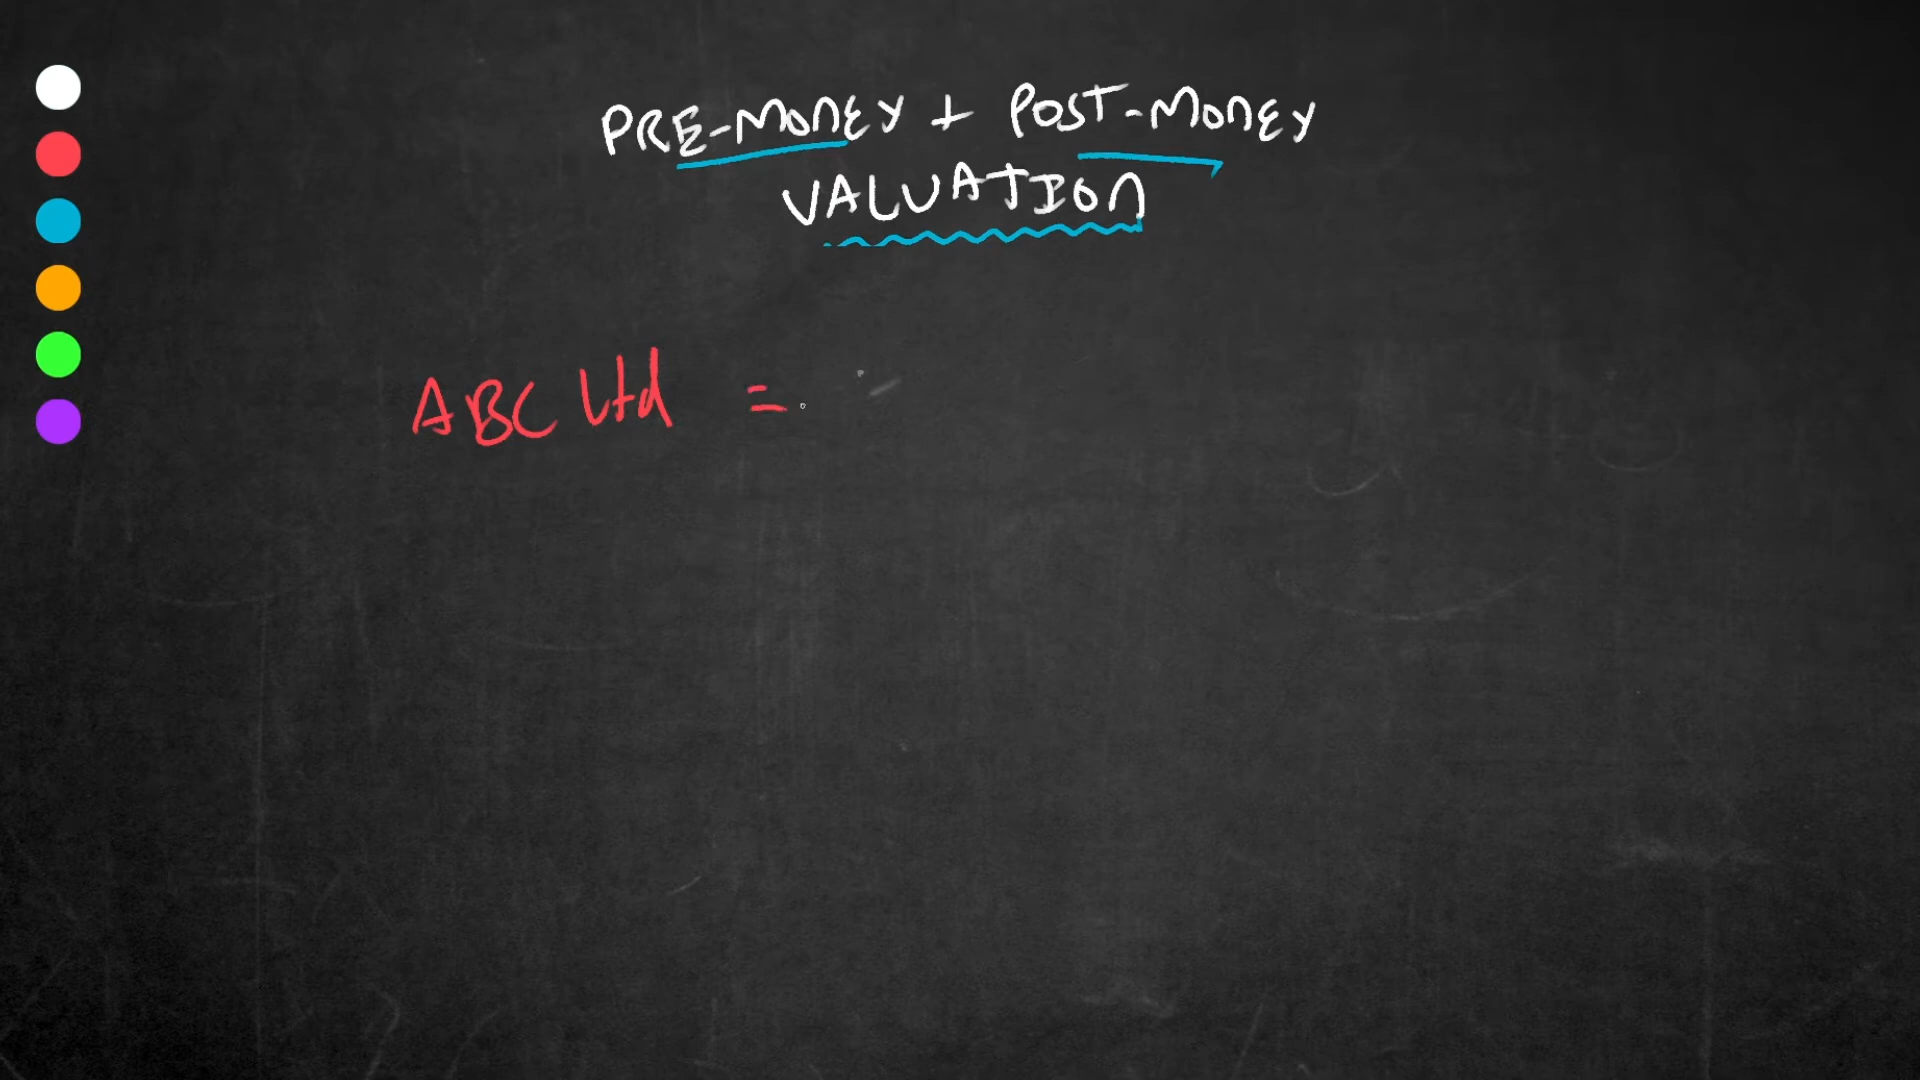 PRE-MONEY + POST-MONEY
VALUATION
ABC Ltd =